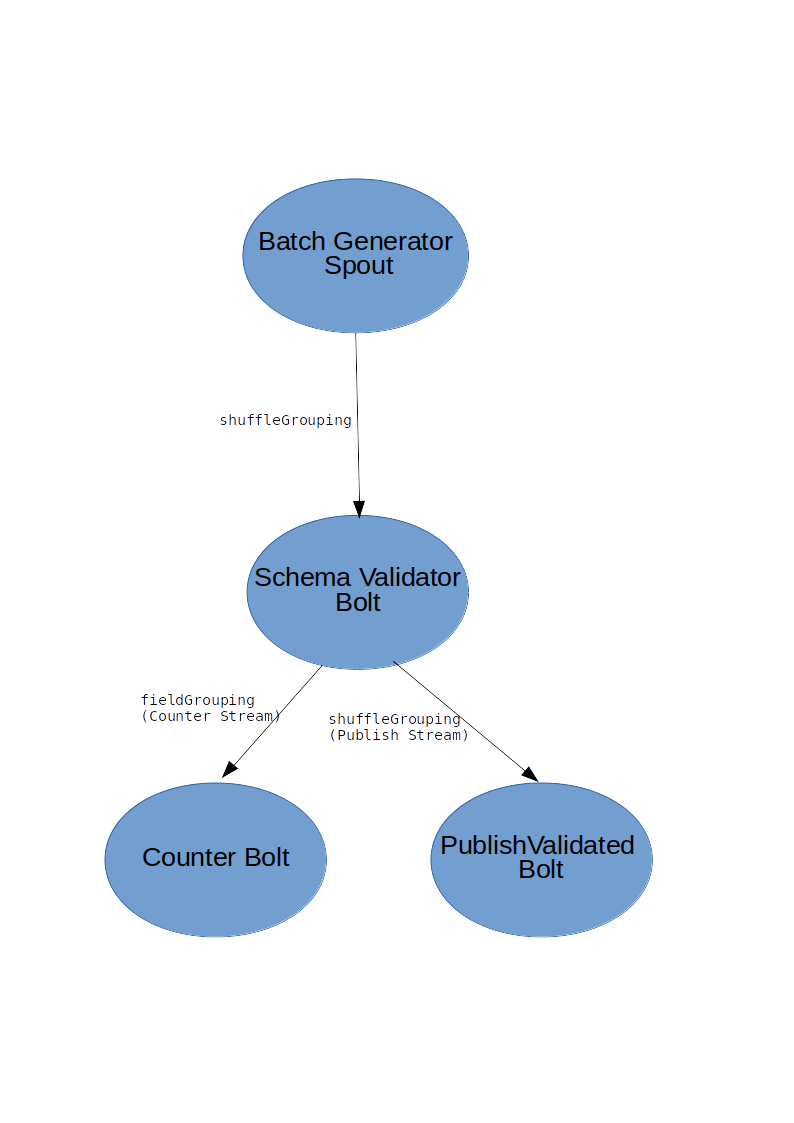 Batch Generator
Spout
shuffleGrouping
Schema Validator
Bolt
fieldGrouping
(Counter Stream)
shuffleGrouping
(Publish Stream)
Counter Bolt
PublishValidated
Bolt